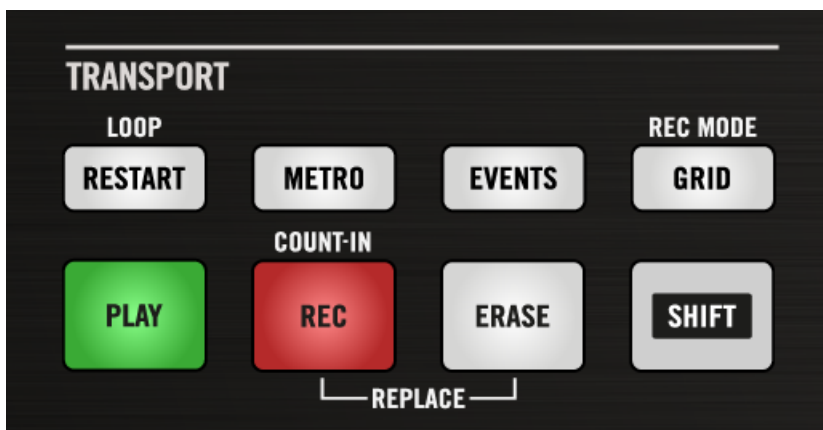 TRANSPORT
LOOP REC MODE
RESTART METRO EVENTS GRID
COUNT-IN
PLAY REC ERASE SHIFT
REPLACE